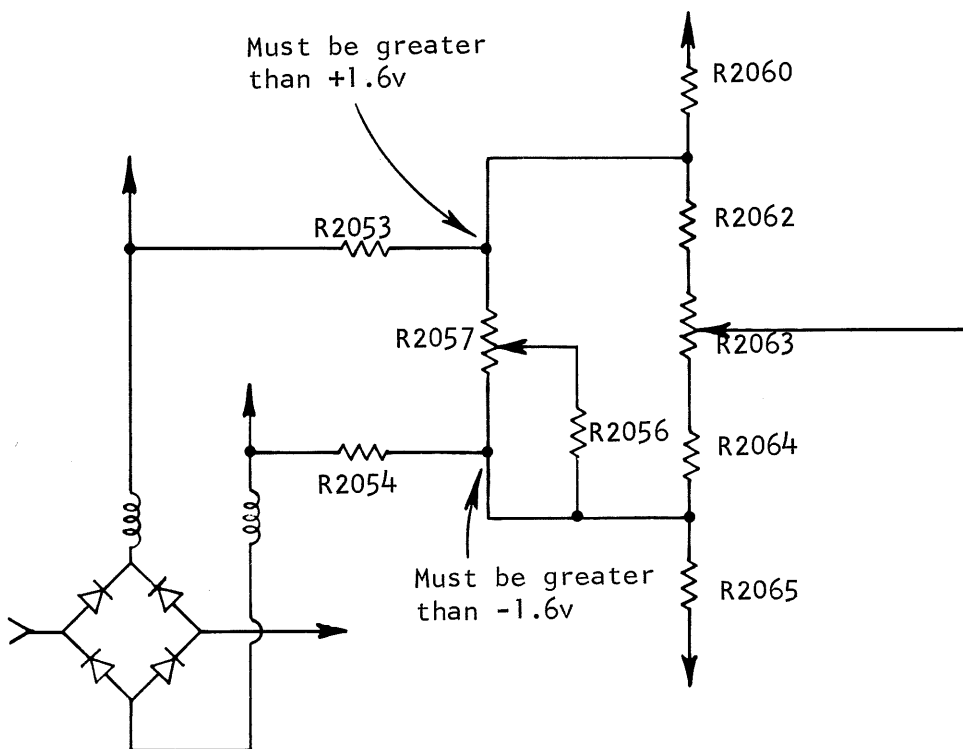 Must be greater
than +1.6v
R2060
R2062
R2053
R2057
R2063
R2056
R2064
R2054
Must be greater
than -1.6v
R2065